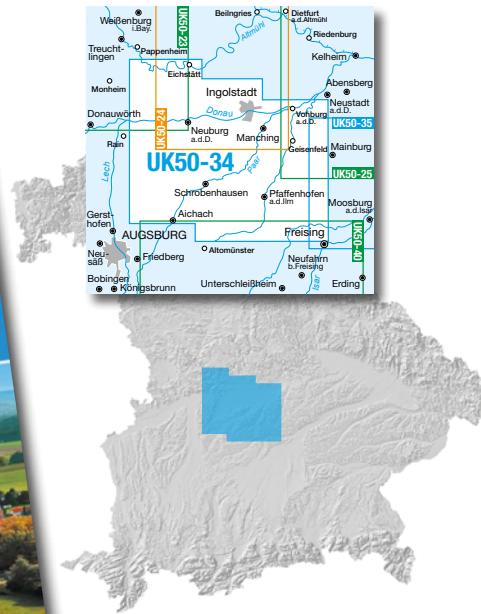 Weißenburg
i.Bay.
Beilngries
Dietfurt
a.d.Altmühl
Riedenburg
UK50-23
Altmühl
Treucht-
lingen
Pappenheim
Kelheim
Eichstätt
Monheim
Ingolstadt
Abensberg
Neustadt
a.d.D.
Donauwörth
Donau
Vohburg
a.d.D.
UK50-24
Neuburg
a.d.D.
Manching
UK50-35
Rain
Geisenfeld
Mainburg
UK50-34
Paar
UK50-25
Lech
Schrobenhausen
Pfaffenhofen
a.d.Ilm
Moosburg
a.d.Isar
Gerst-
hofen
Aichach
AUGSBURG
Freising
UK50-40
Neu-
säß
Friedberg
Altomünster
Neufahrn
b.Freising
Bobingen
Königsbrunn
Unterschleißheim
Isar
Erding